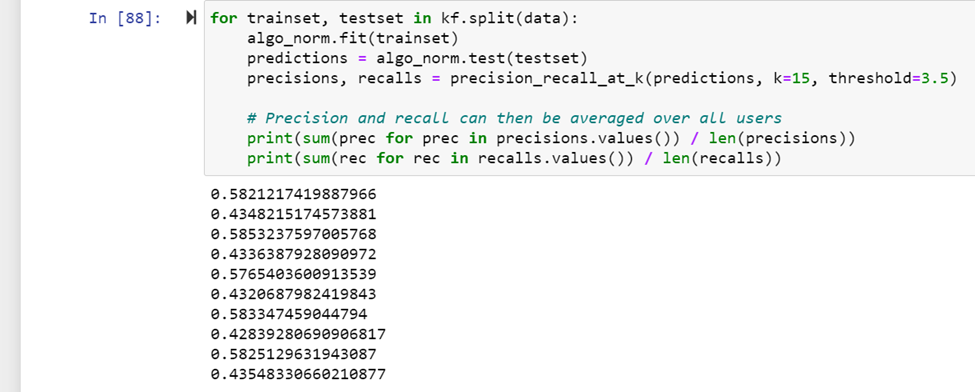 In [88]:
for trainset, testset in kf.split(data):
    algo_norm.fit(trainset)
    predictions = algo_norm.test(testset)
    precisions, recalls = precision_recall_at_k(predictions, k=15, threshold=3.5)

    # Precision and recall can then be averaged over all users
    print(sum(prec for prec in precisions.values()) / len(precisions))
    print(sum(rec for rec in recalls.values()) / len(recalls))
0.5821217419887966
0.4348215174573881
0.5853237597005768
0.4336387928090972
0.5765403600913539
0.4320687982419843
0.583347459044794
0.42839280690906817
0.5825129631943087
0.43548330660210877